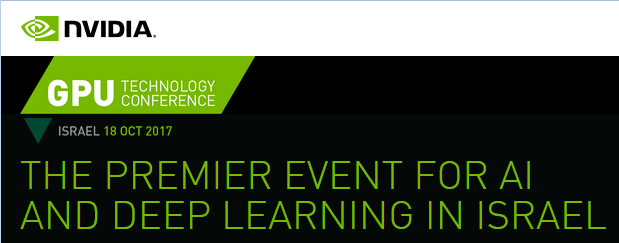 NVIDIA.
GPU TECHNOLOGY
CONFERENCE
ISRAEL 18 OCT 2017
THE PREMIER EVENT FOR AI
AND DEEP LEARNING IN ISRAEL